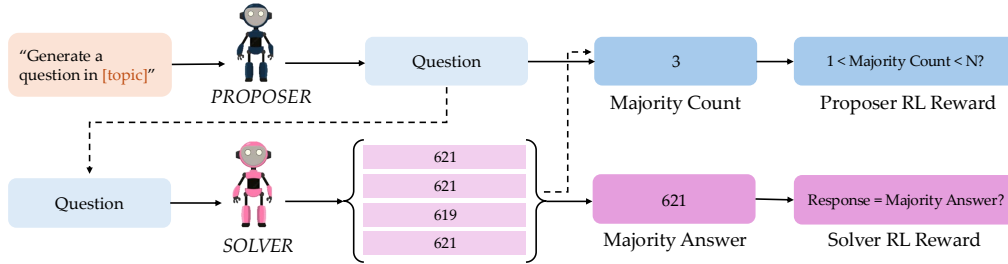 “Generate a
question in [topic]”
PROPOSER
Question
3
Majority Count
1 < Majority Count < N?
Proposer RL Reward
Question
SOLVER
621
621
619
621
621
Majority Answer
Response = Majority Answer?
Solver RL Reward